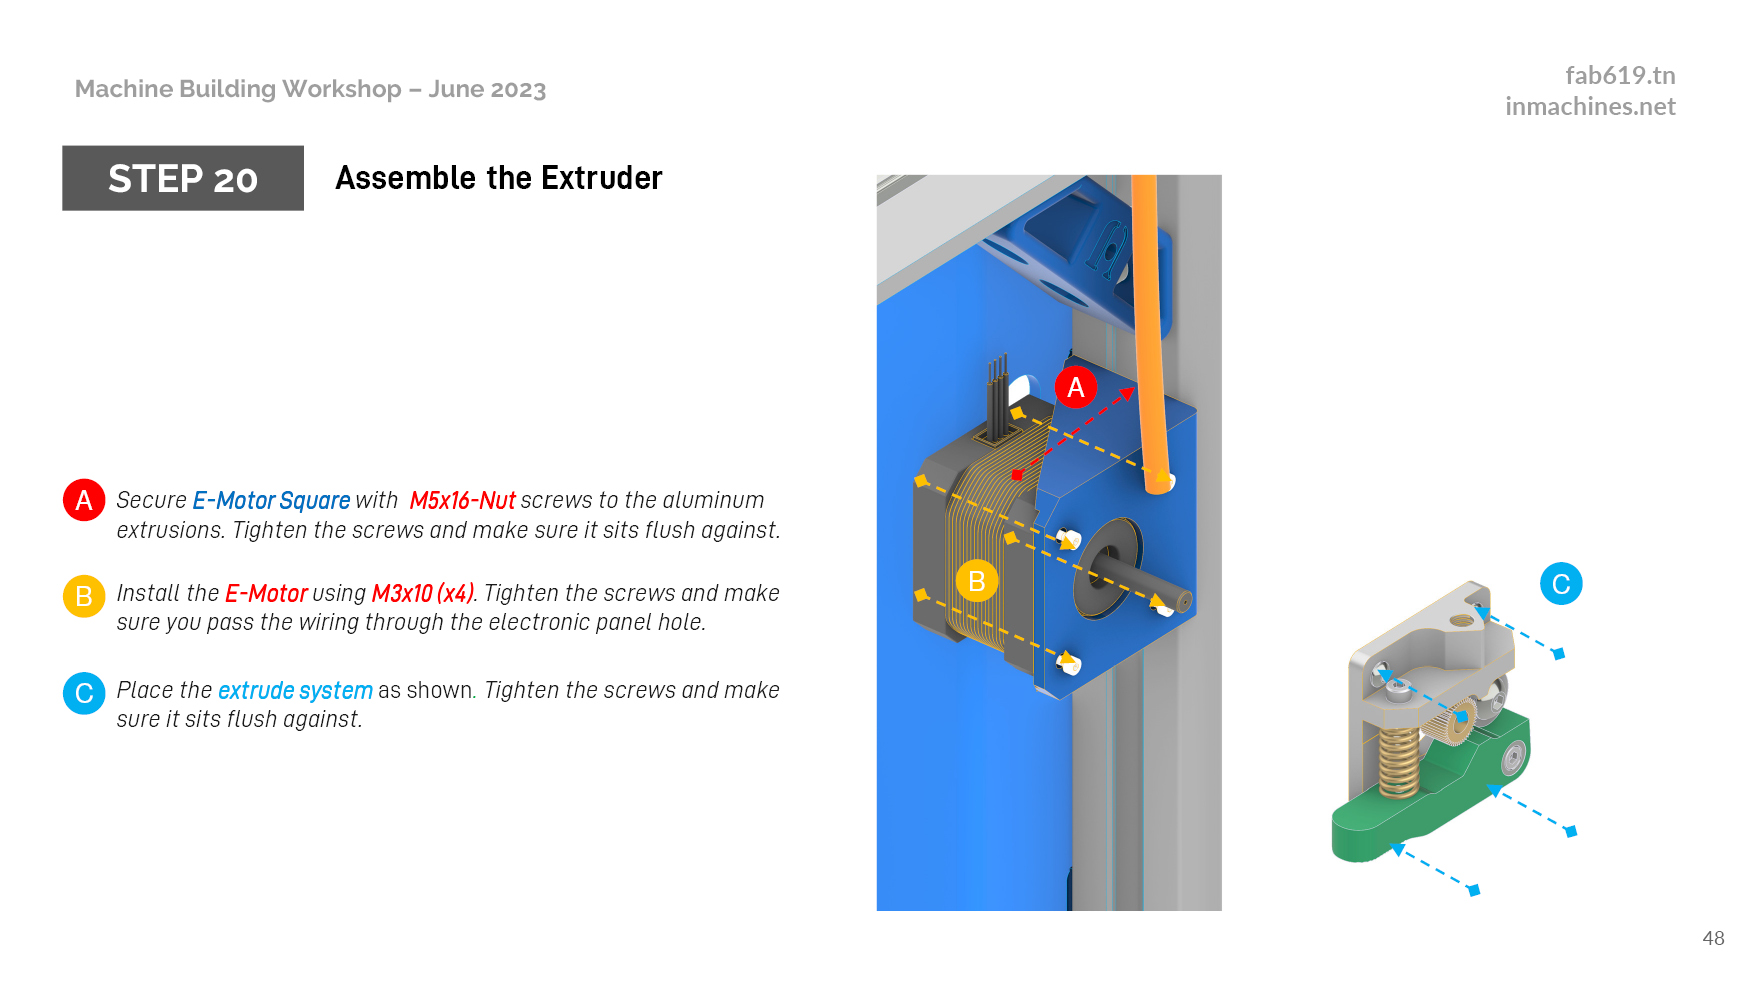 Machine Building Workshop – June 2023
fab619.tn
inmachines.net
STEP 20
Assemble the Extruder
A
B
C
A Secure E-Motor Square with M5x16-Nut screws to the aluminum
extrusions. Tighten the screws and make sure it sits flush against.
B Install the E-Motor using M3x10 (x4). Tighten the screws and make
sure you pass the wiring through the electronic panel hole.
C Place the extrude system as shown. Tighten the screws and make
sure it sits flush against.
48